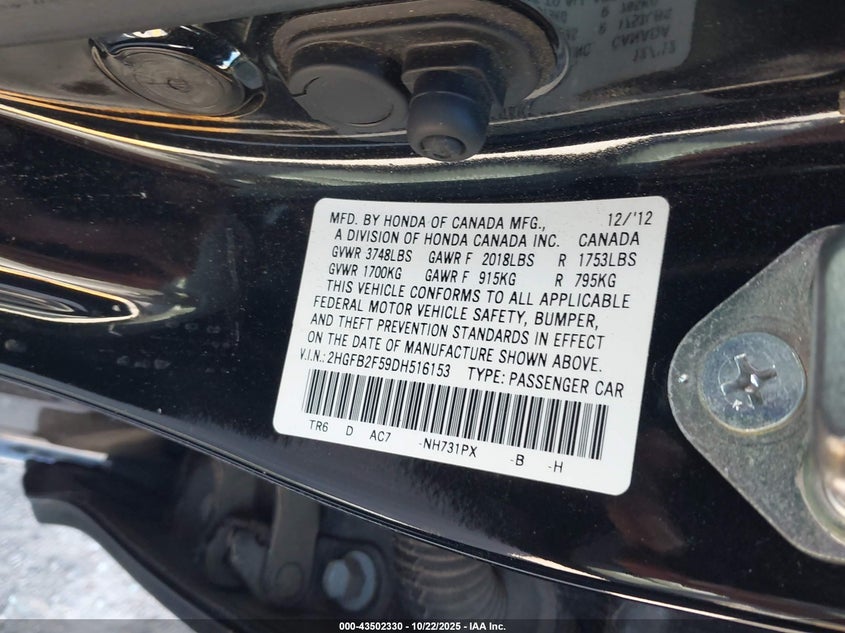 MFD. BY HONDA OF CANADA MFG., 12/'12
A DIVISION OF HONDA CANADA INC. CANADA
GVWR 3748LBS GAWR F 2018LBS R 1753LBS
GVWR 1700KG GAWR F 915KG R 795KG
THIS VEHICLE CONFORMS TO ALL APPLICABLE
FEDERAL MOTOR VEHICLE SAFETY, BUMPER,
AND THEFT PREVENTION STANDARDS IN EFFECT
ON THE DATE OF MANUFACTURE SHOWN ABOVE.
V.I.N.: 2HGFB2F59DH516153 TYPE: PASSENGER CAR
TR6 D AC7 -NH731PX -B -H
000-43502330 - 10/22/2025 - IAA Inc.